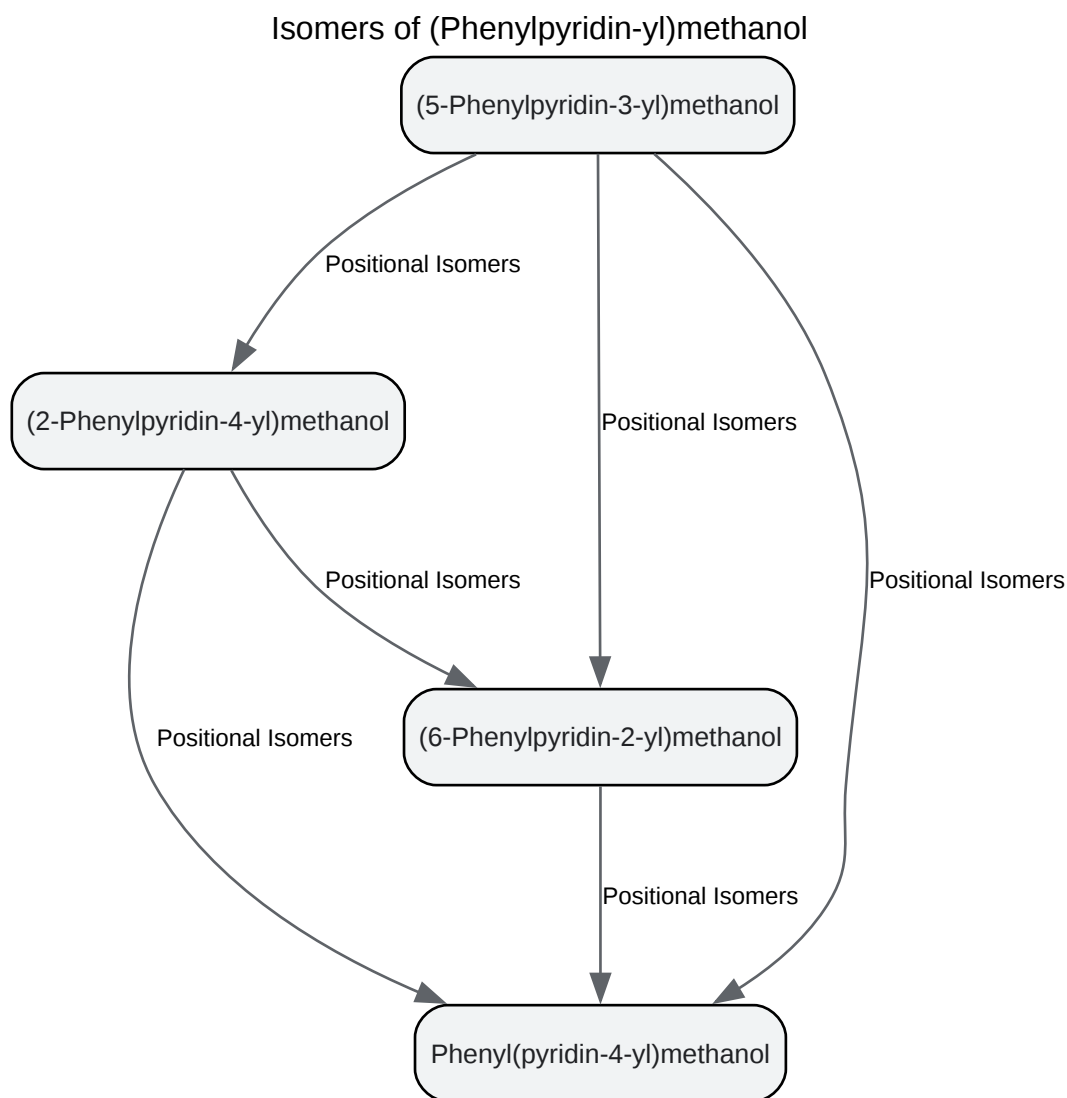 Isomers of (Phenylpyridin-yl)methanol
(5-Phenylpyridin-3-yl)methanol
Positional Isomers
(2-Phenylpyridin-4-yl)methanol
Positional Isomers
Positional Isomers
Positional Isomers
(6-Phenylpyridin-2-yl)methanol
Positional Isomers
Positional Isomers
Phenyl(pyridin-4-yl)methanol